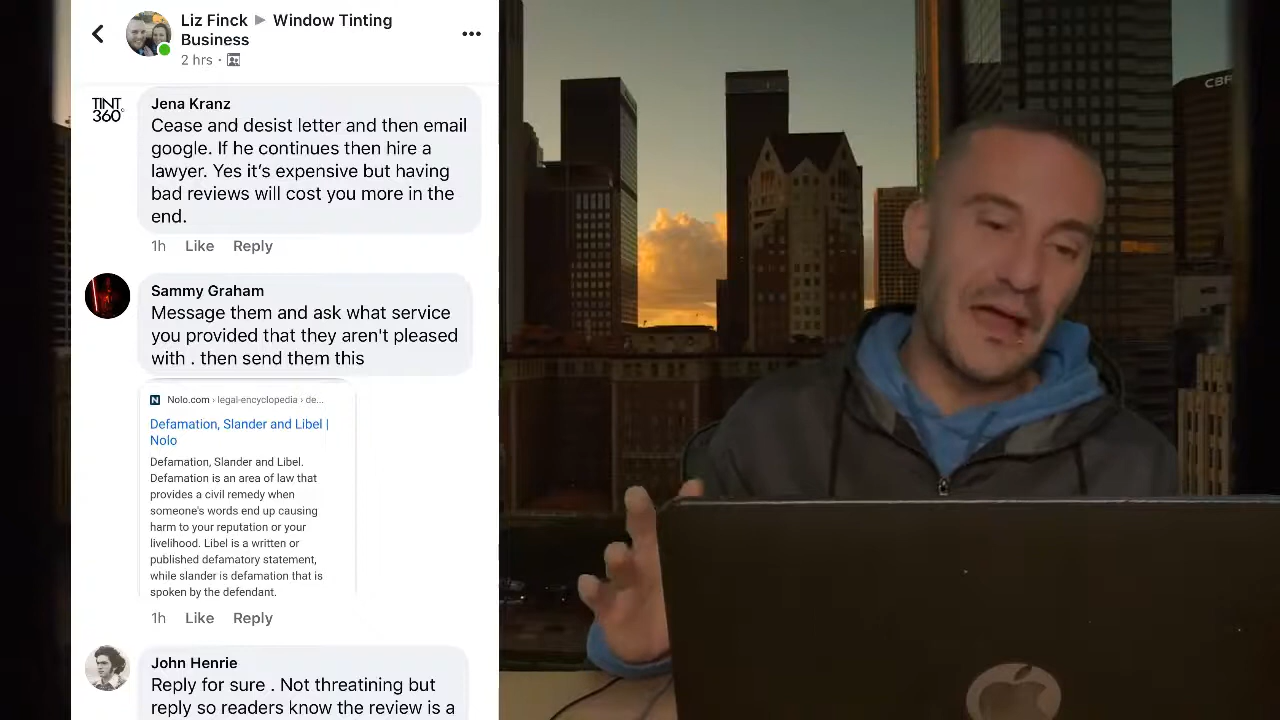 Liz Finck ▶ Window Tinting
Business
2 hrs ·
TINT
360°
Jena Kranz
Cease and desist letter and then email
google. If he continues then hire a
lawyer. Yes it’s expensive but having
bad reviews will cost you more in the
end.
1h Like Reply
Sammy Graham
Message them and ask what service
you provided that they aren't pleased
with . then send them this
N Nolo.com › legal-encyclopedia › de...
Defamation, Slander and Libel |
Nolo
Defamation, Slander and Libel.
Defamation is an area of law that
provides a civil remedy when
someone's words end up causing
harm to your reputation or your
livelihood. Libel is a written or
published defamatory statement,
while slander is defamation that is
spoken by the defendant.
1h Like Reply
John Henrie
Reply for sure . Not threatining but
reply so readers know the review is a
CBR